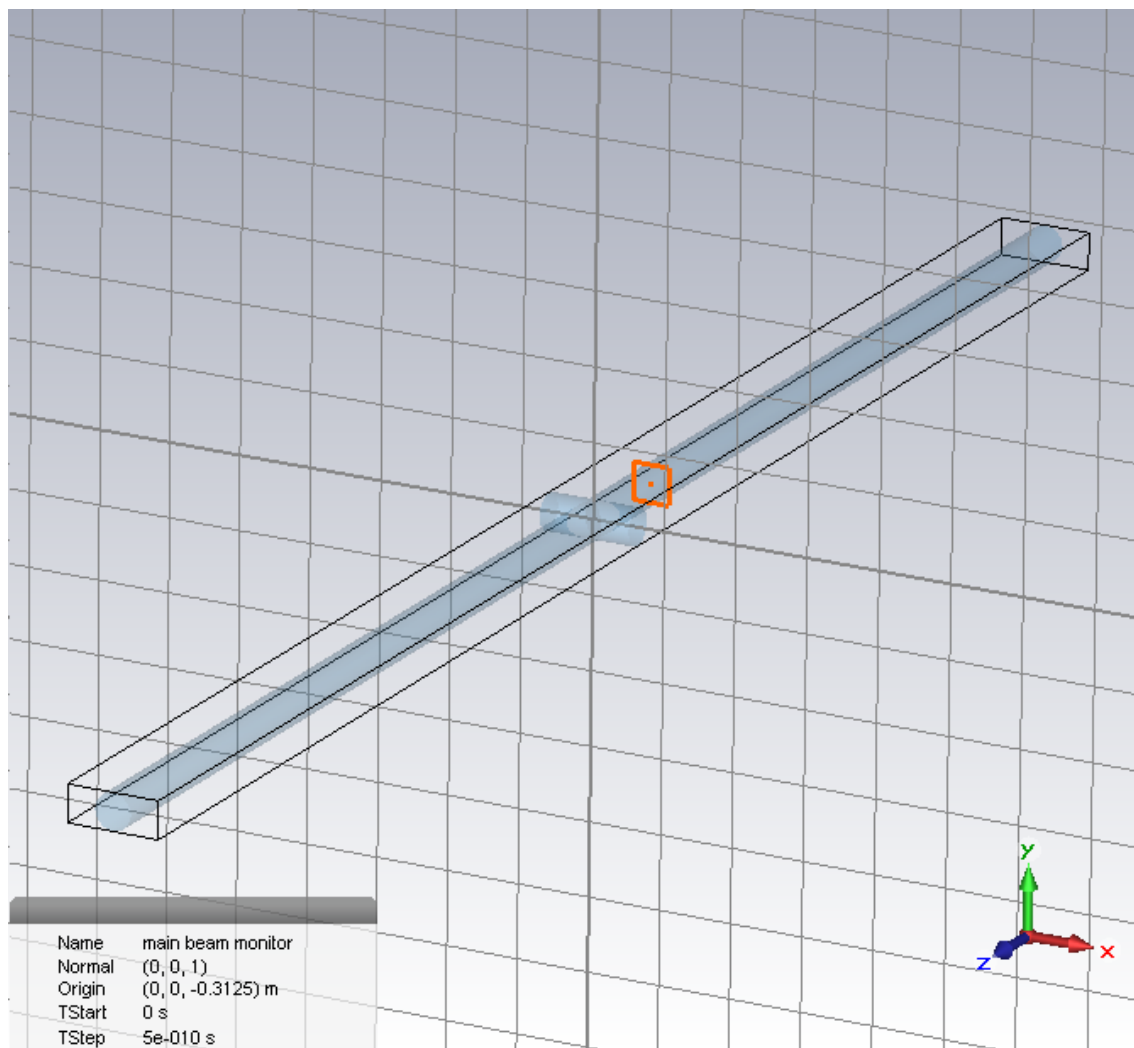 y
x
z
Name main beam monitor
Normal (0, 0, 1)
Origin (0, 0, -0.3125) m
TStart 0 s
TStep 5e-010 s